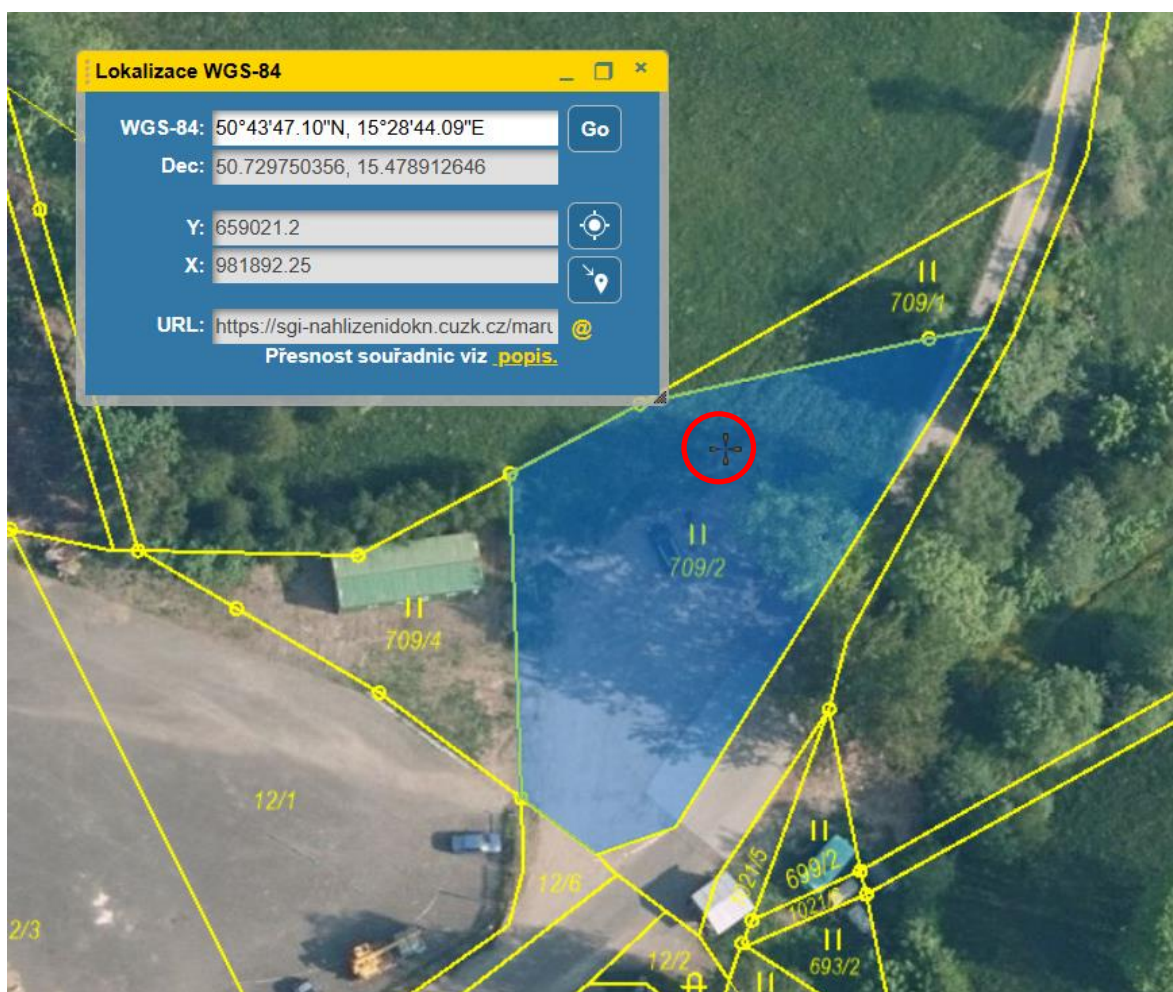 Lokalizace WGS-84
WGS-84: 50°43'47.10"N, 15°28'44.09"E Go
Dec: 50.729750356, 15.478912646
Y: 659021.2
X: 981892.25
URL: https://sgi-nahlizenidokn.cuzk.cz/maru @
Přesnost souřadnic viz popis.
709/1
709/2
709/4
12/1
12/6
1021/5
699/2
2/3
12/2
693/2